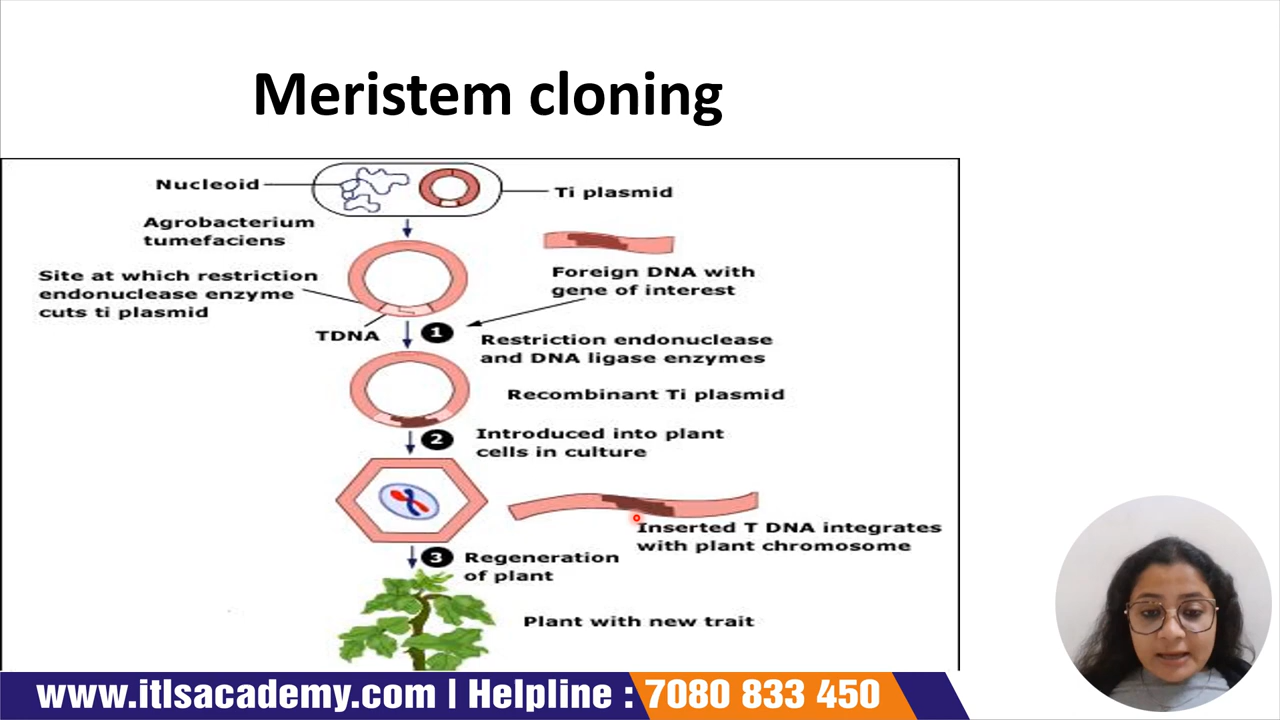 Meristem cloning
Nucleoid
Ti plasmid
Agrobacterium
tumefaciens
Site at which restriction
endonuclease enzyme
cuts ti plasmid
Foreign DNA with
gene of interest
TDNA
1
Restriction endonuclease
and DNA ligase enzymes
Recombinant Ti plasmid
2
Introduced into plant
cells in culture
Inserted T DNA integrates
with plant chromosome
3
Regeneration
of plant
Plant with new trait
www.itlsacademy.com | Helpline : 7080 833 450